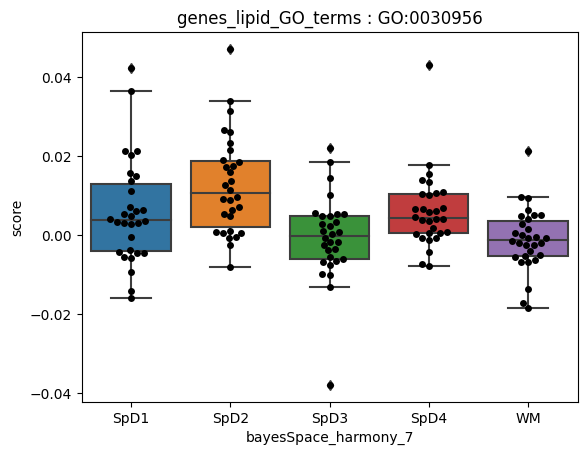 genes_lipid_GO_terms : GO:0030956
score
0.04
0.02
0.00
−0.02
−0.04
SpD1 SpD2 SpD3 SpD4 WM
bayesSpace_harmony_7